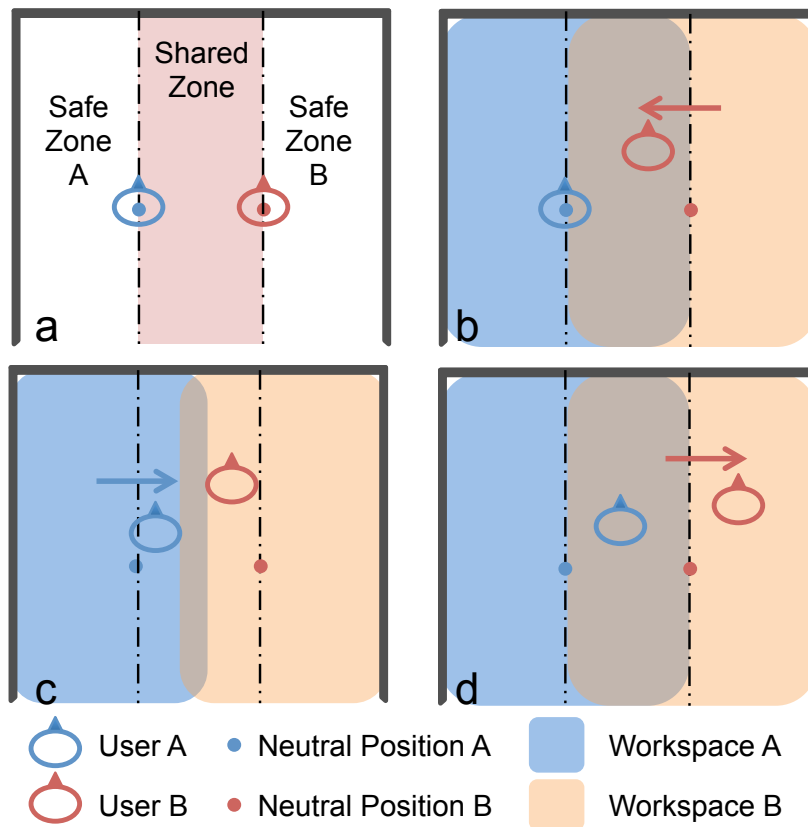 Shared
Zone
Safe
Zone
A
Safe
Zone
B
a
b
c
d
User A
Neutral Position A
Workspace A
User B
Neutral Position B
Workspace B